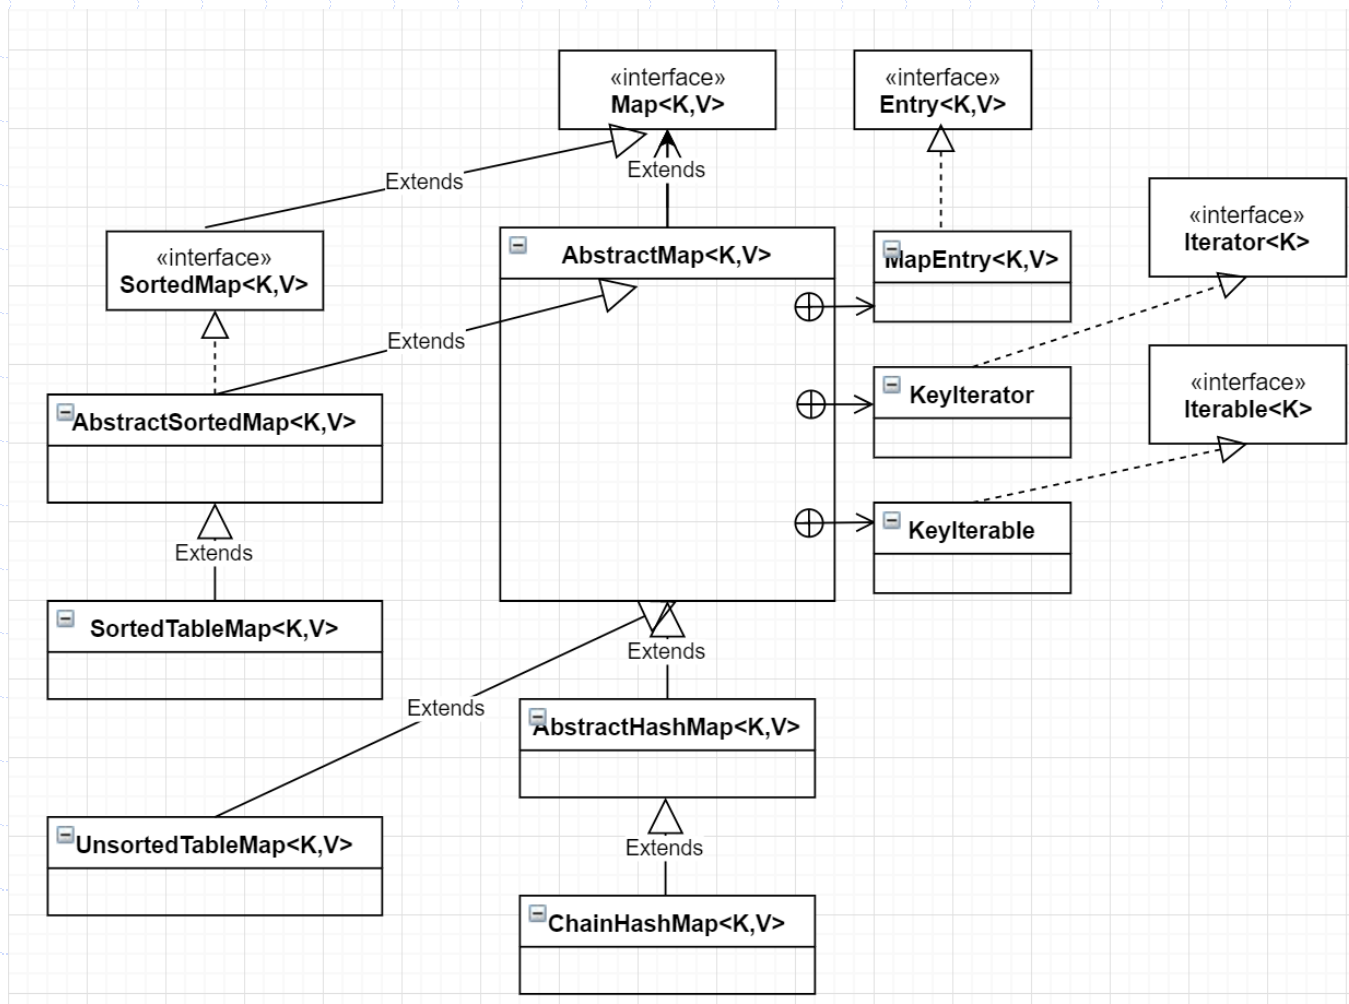 «interface»
Map<K,V>
«interface»
Entry<K,V>
Extends
Extends
«interface»
Iterator<K>
«interface»
SortedMap<K,V>
AbstractMap<K,V>
MapEntry<K,V>
Extends
«interface»
Iterable<K>
KeyIterator
AbstractSortedMap<K,V>
KeyIterable
Extends
SortedTableMap<K,V>
Extends
Extends
AbstractHashMap<K,V>
UnsortedTableMap<K,V>
Extends
ChainHashMap<K,V>